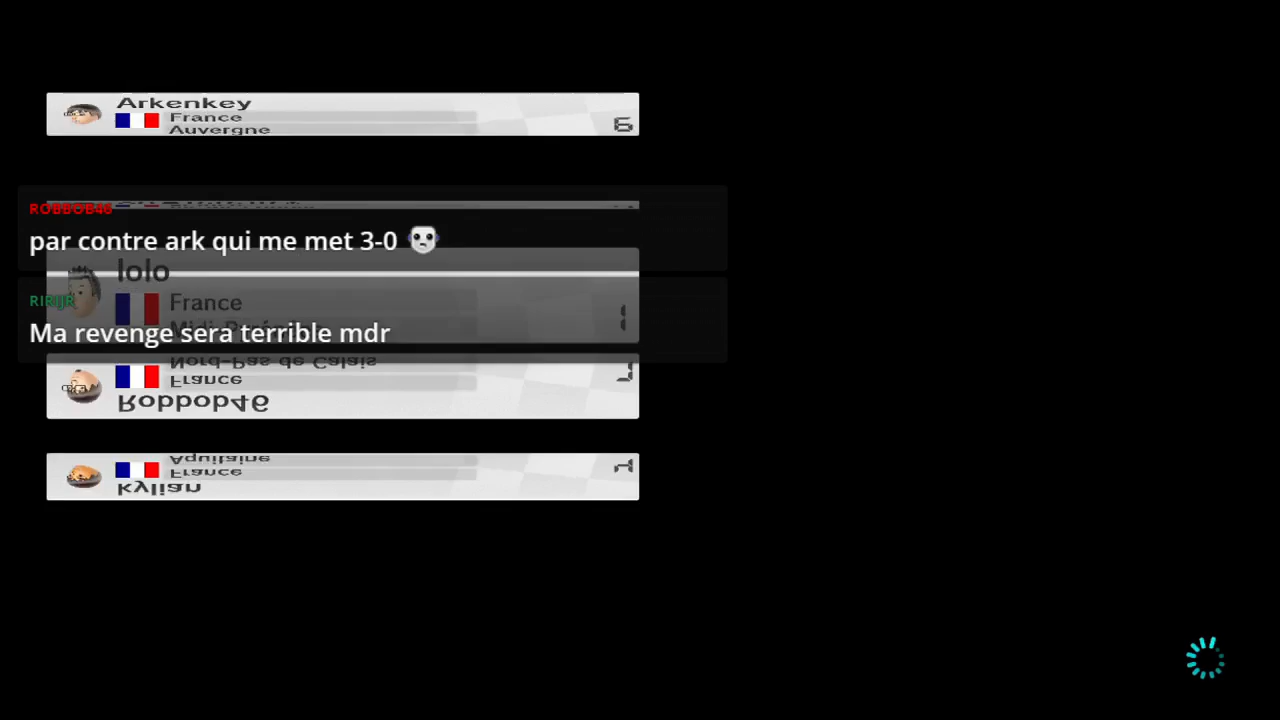 Arkenkey
France
Auvergne
6
ROBBOB46
par contre ark qui me met 3-0
lolo
France
RIRIJR
Ma revenge sera terrible mdr
Nord-Pas de Calais
France
Robbob46
Aquitaine
France
kylian